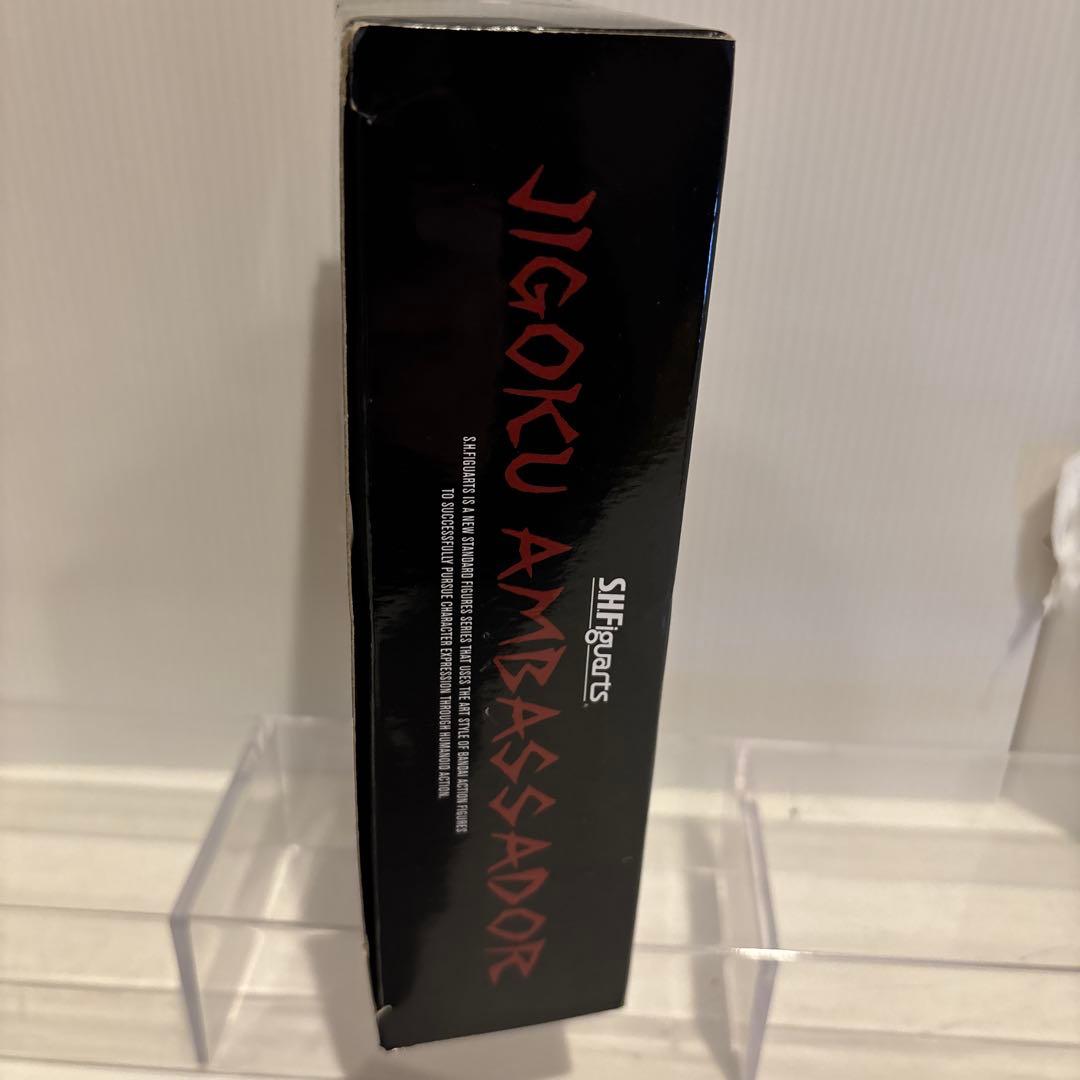 S.H.Figuarts
JIGOKU AMBASSADOR
S.H.FIGUARTS IS A NEW STANDARD FIGURES SERIES THAT USES THE ART STYLE OF BANDAI ACTION FIGURES
TO SUCCESSFULLY PURSUE CHARACTER EXPRESSION THROUGH HUMANOID ACTION.